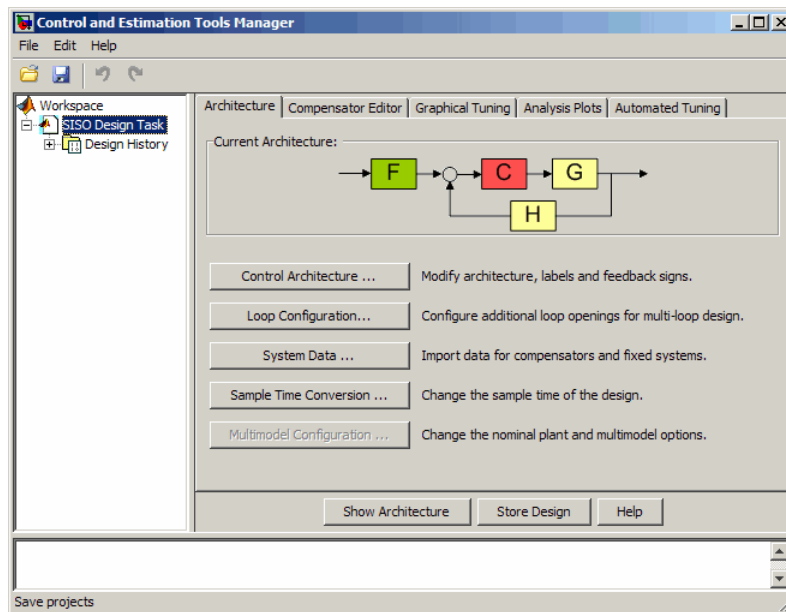 Control and Estimation Tools Manager
File Edit Help
Workspace
SISO Design Task
Design History
Architecture Compensator Editor Graphical Tuning Analysis Plots Automated Tuning
Current Architecture:
F C G
H
Control Architecture ... Modify architecture, labels and feedback signs.
Loop Configuration... Configure additional loop openings for multi-loop design.
System Data ... Import data for compensators and fixed systems.
Sample Time Conversion ... Change the sample time of the design.
Multimodel Configuration ... Change the nominal plant and multimodel options.
Show Architecture Store Design Help
Save projects